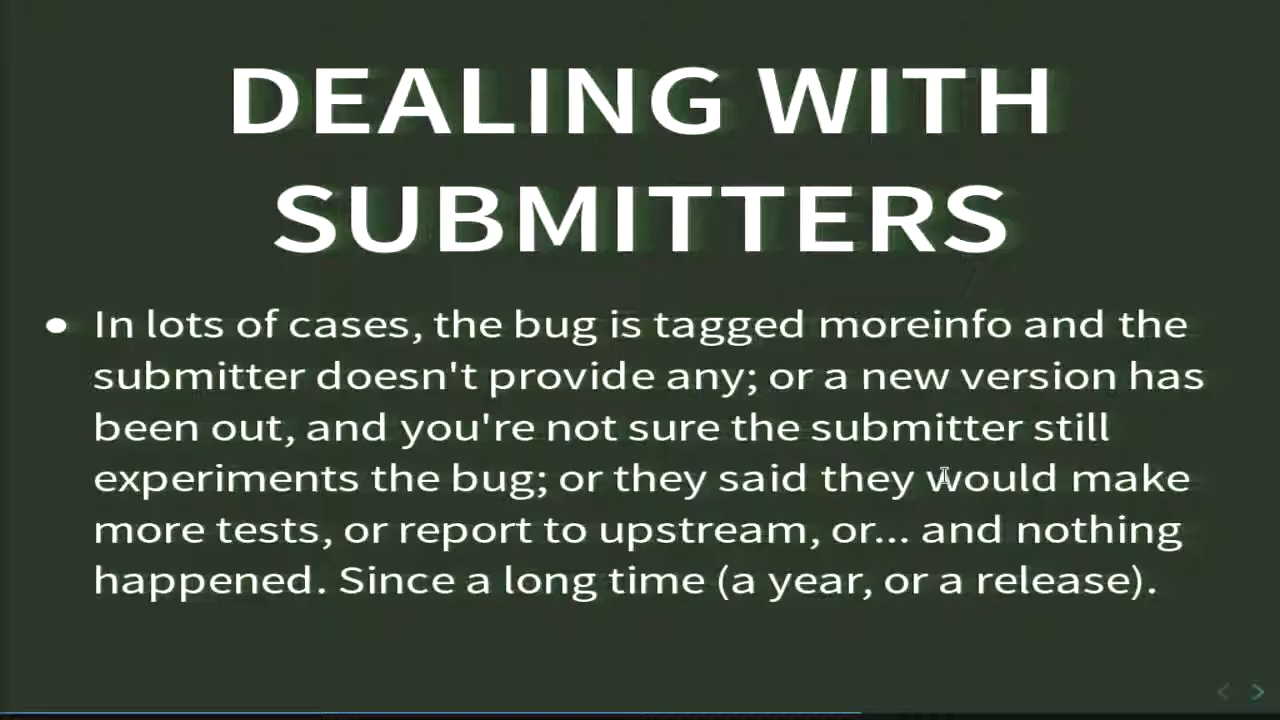 DEALING WITH
SUBMITTERS
• In lots of cases, the bug is tagged moreinfo and the
submitter doesn't provide any; or a new version has
been out, and you're not sure the submitter still
experiments the bug; or they said they would make
more tests, or report to upstream, or... and nothing
happened. Since a long time (a year, or a release).